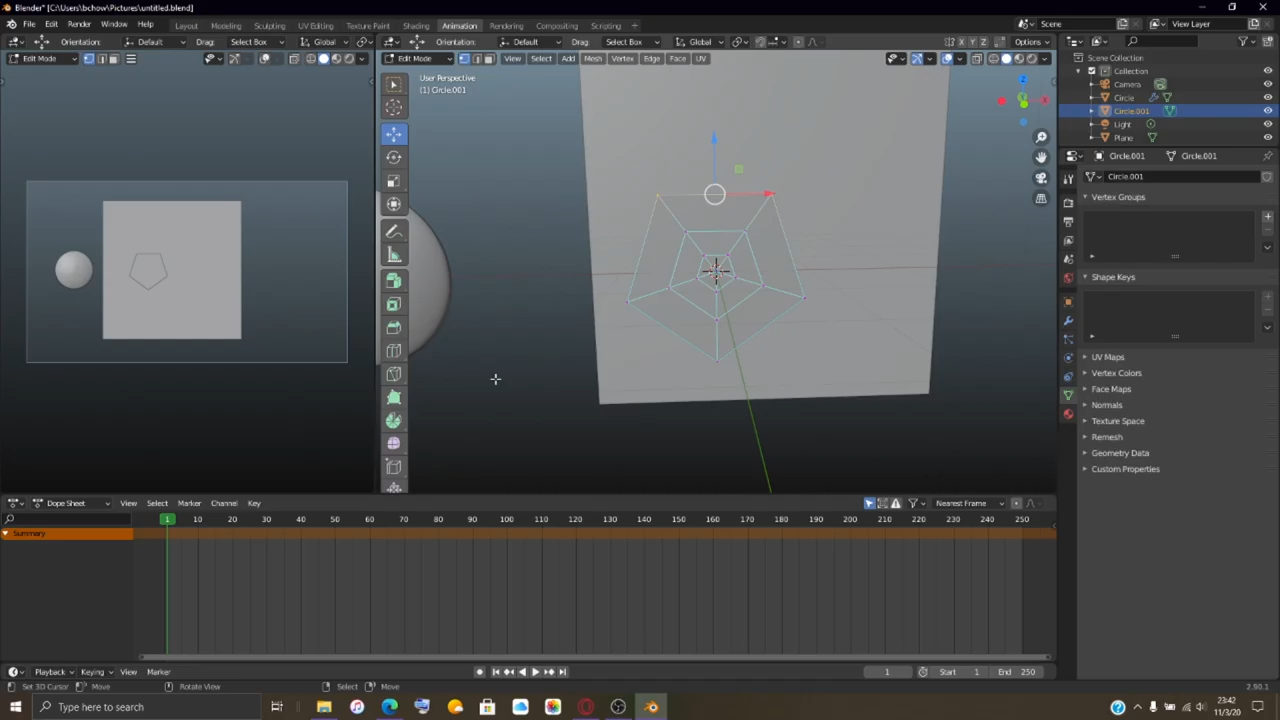 Blender* [C:\Users\bchow\Pictures\untitled.blend]
File Edit Render Window Help Layout Modeling Sculpting UV Editing Texture Paint Shading Animation Rendering Compositing Scripting Scene View Layer
Orientation: Default Drag: Select Box Global Orientation: Default Drag: Select Box Global X Y Z Options
Edit Mode Edit Mode View Select Add Mesh Vertex Edge Face UV Scene Collection
Collection
User Perspective
(1) Circle.001
Camera
Circle
Circle.001
Light
Plane
Circle.001 Circle.001
Circle.001
Vertex Groups
Shape Keys
UV Maps
Vertex Colors
Face Maps
Normals
Texture Space
Remesh
Geometry Data
Custom Properties
Dope Sheet View Select Marker Channel Key Nearest Frame
1 10 20 30 40 50 60 70 80 90 100 110 120 130 140 150 160 170 180 190 200 210 220 230 240 250
Summary
Playback Keying View Marker 1 Start 1 End 250
Set 3D Cursor Move Rotate View Select Move 2.90.1
Type here to search
23:42
11/3/20